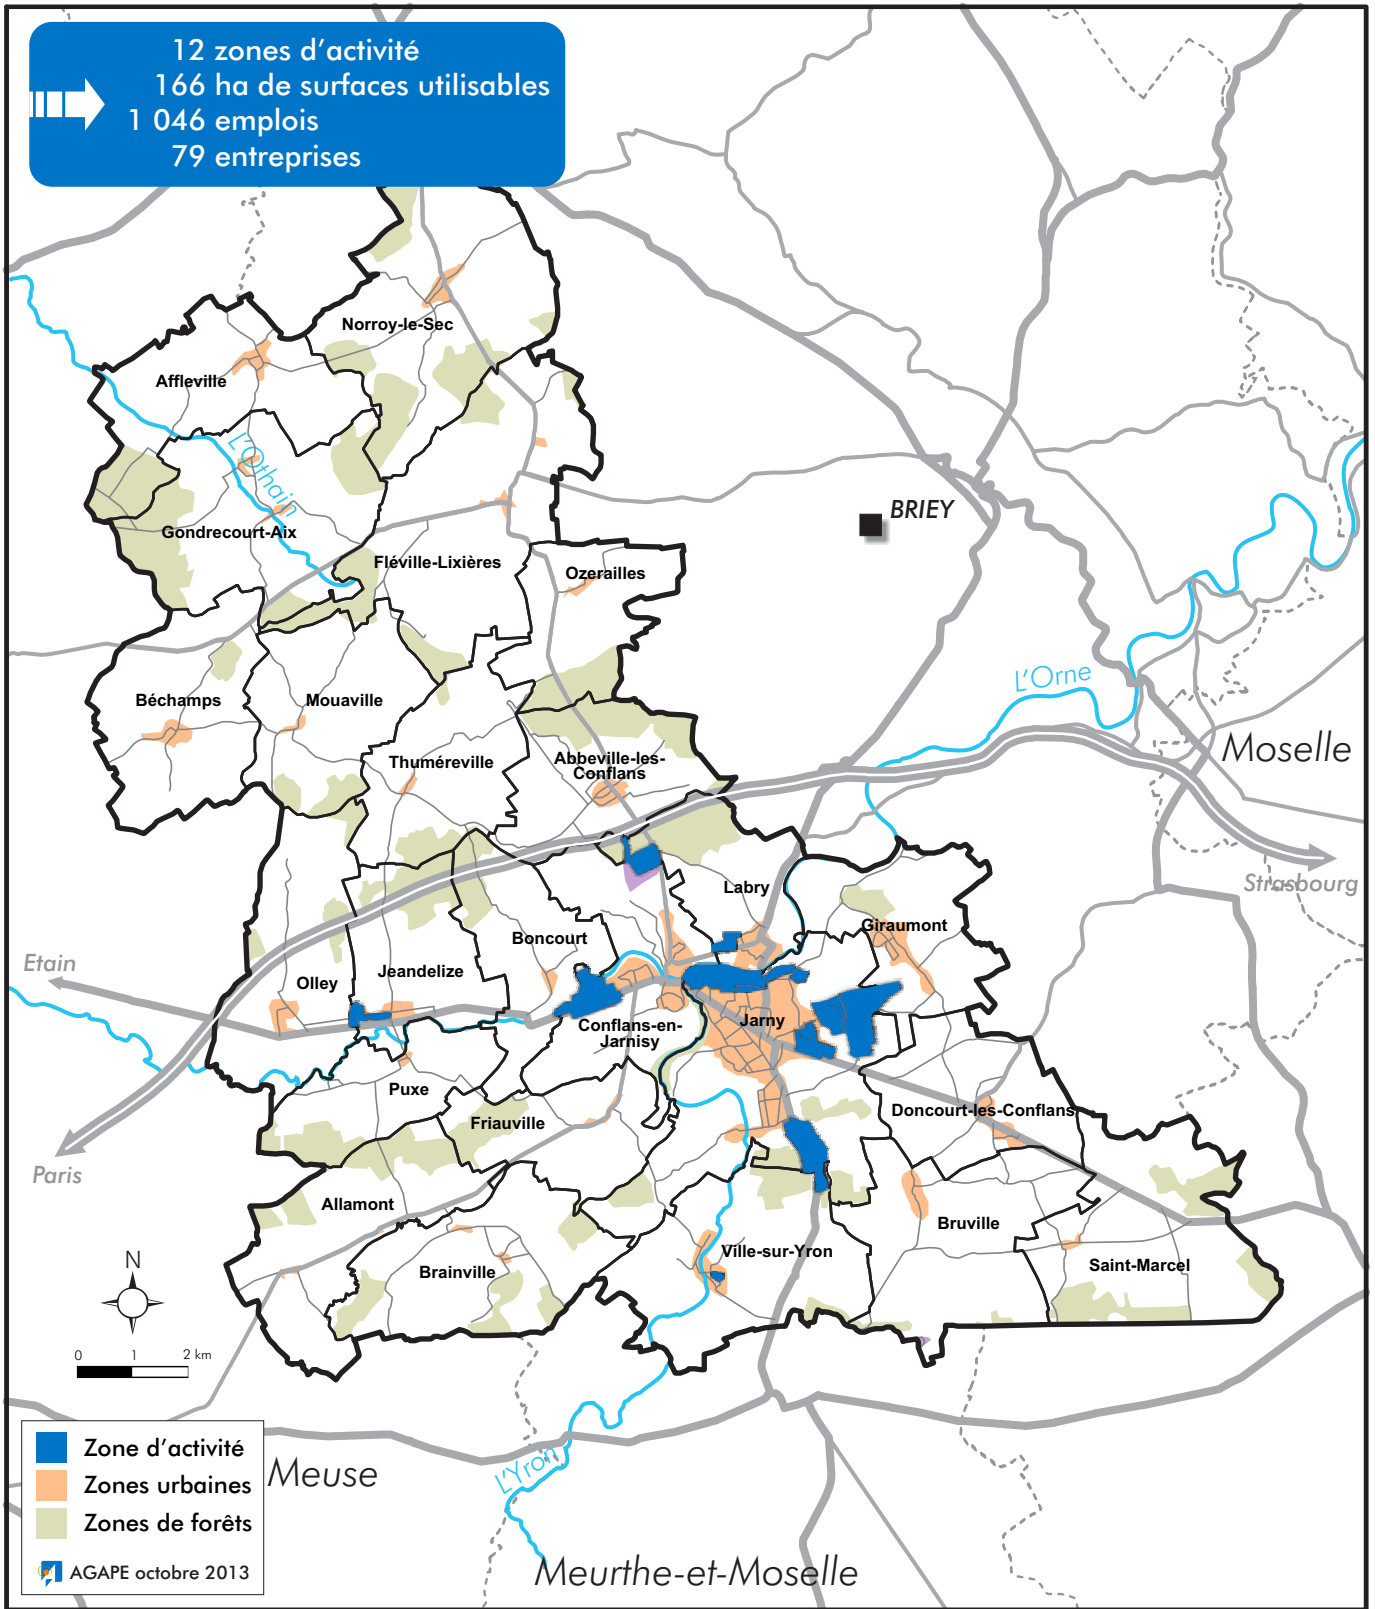 12 zones d'activité
166 ha de surfaces utilisables
1 046 emplois
79 entreprises
Norroy-le-Sec
Affleville
L'Othain
Gondrecourt-Aix
BRIEY
Fléville-Lixières
Ozerailles
L'Orne
Béchamps
Mouaville
Moselle
Thuméreville
Abbeville-les-
Conflans
Strasbourg
Labry
Giraumont
Boncourt
Etain
Olley
Jeandelize
Conflans-en-
Jarnisy
Jarny
Puxe
Friauville
Doncourt-les-Conflans
Paris
Allamont
Bruville
Ville-sur-Yron
Saint-Marcel
Brainville
N
0 1 2 km
Zone d'activité
Zones urbaines
Zones de forêts
AGAPE octobre 2013
Meuse
L'Yron
Meurthe-et-Moselle